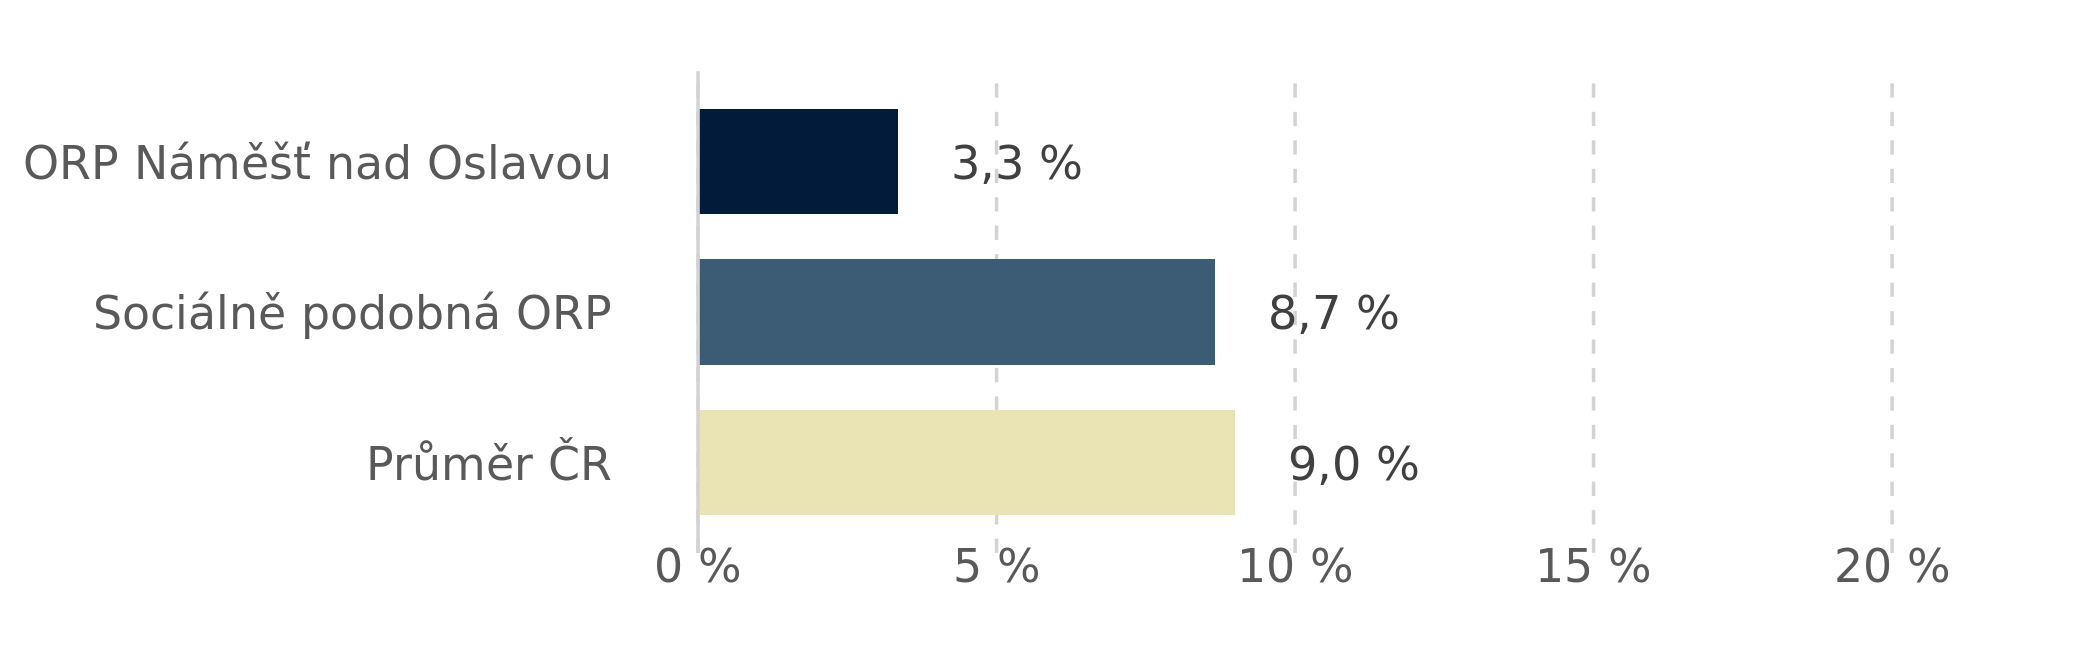 ORP Náměšť nad Oslavou
3,3 %
Sociálně podobná ORP
8,7 %
Průměr ČR
9,0 %
0 % 5 % 10 % 15 % 20 %